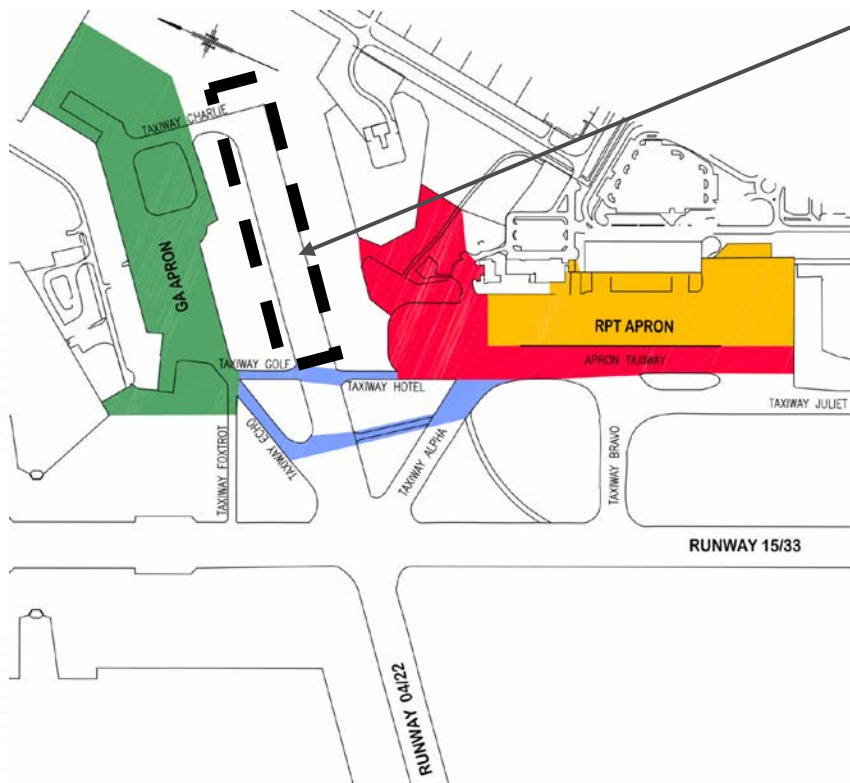 TAXIWAY CHARLIE
GA APRON
RPT APRON
APRON TAXIWAY
TAXIWAY GOLF
TAXIWAY HOTEL
TAXIWAY JULIET
TAXIWAY FOXTROT
TAXIWAY ECHO
TAXIWAY ALPHA
TAXIWAY BRAVO
RUNWAY 15/33
RUNWAY 04/22